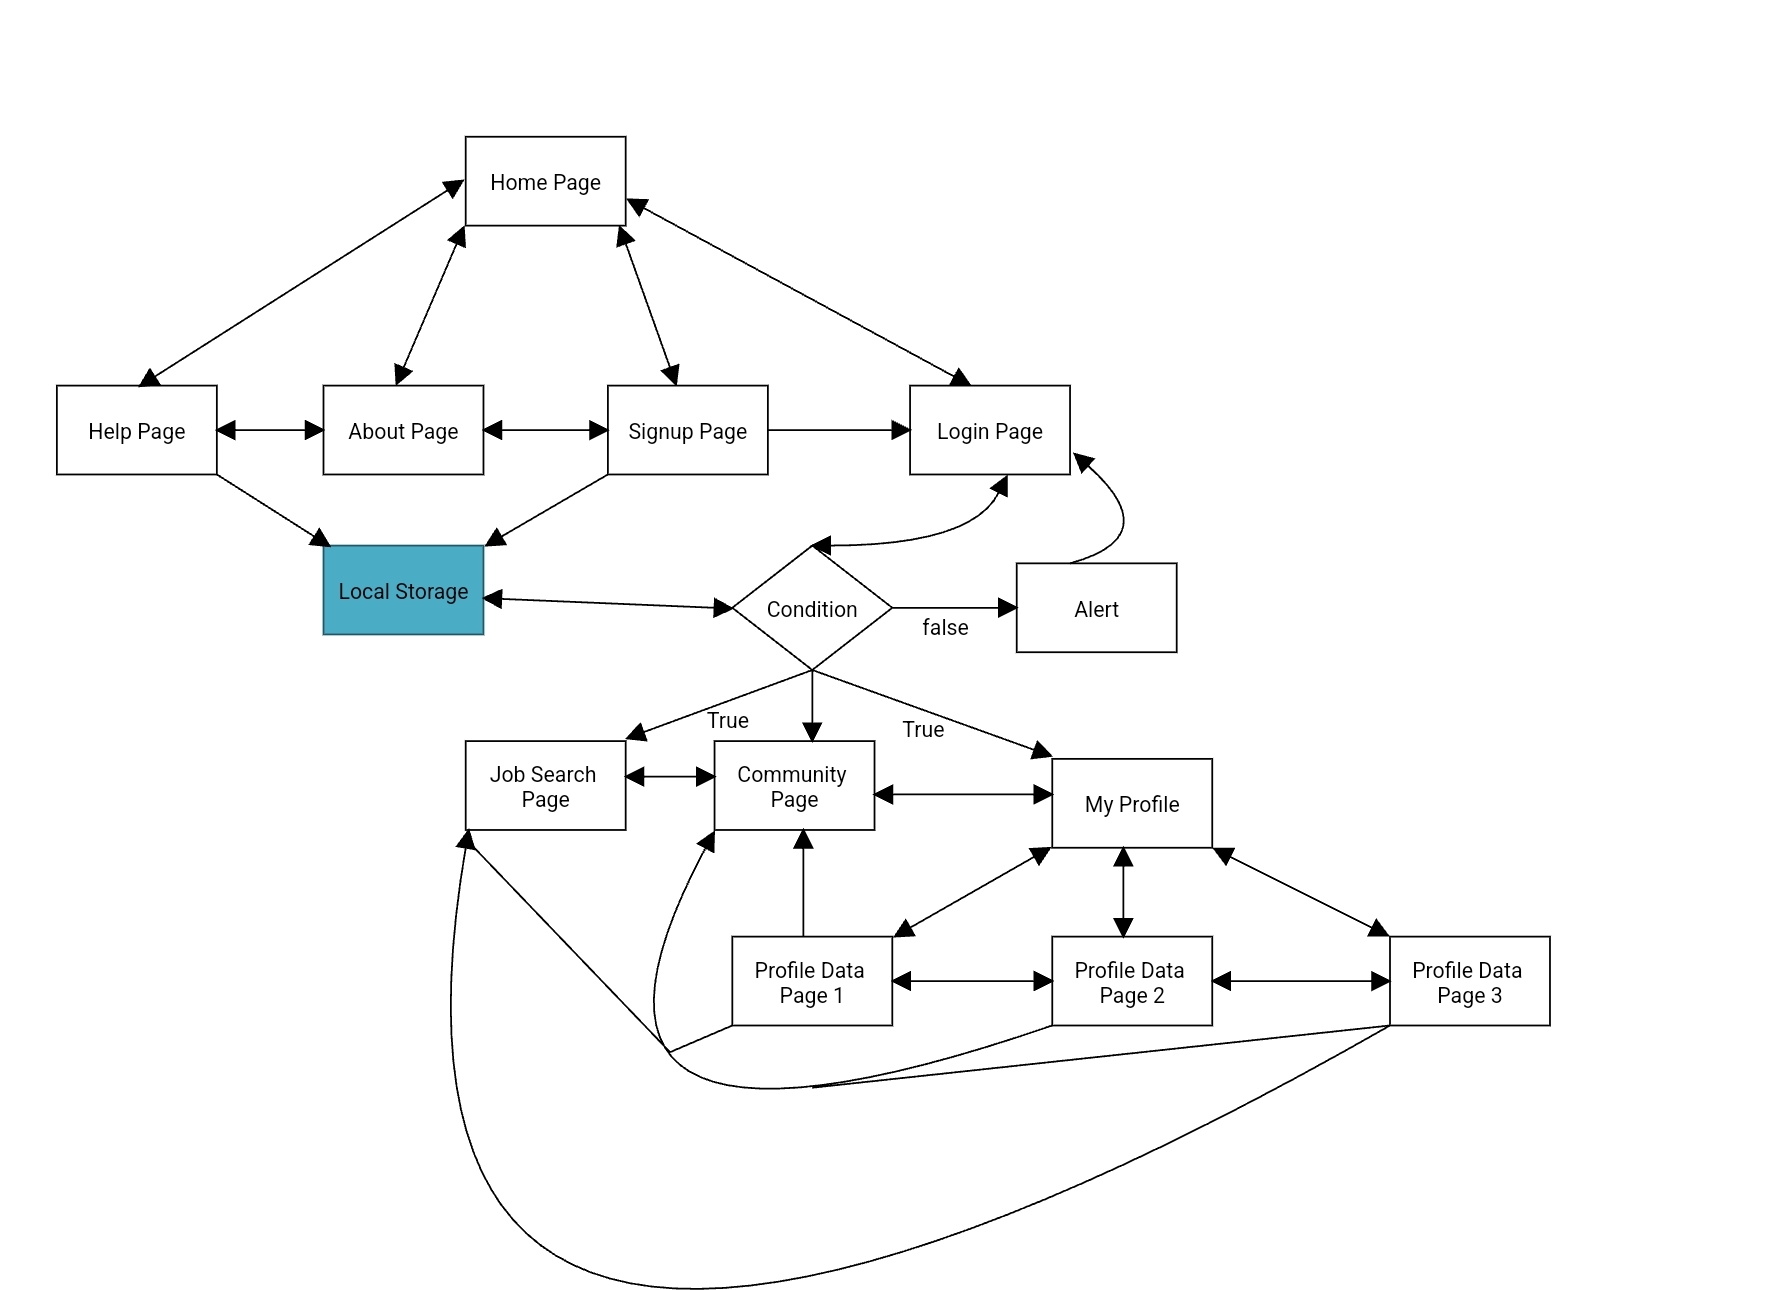 Home Page
Help Page
About Page
Signup Page
Login Page
Local Storage
Condition
false
Alert
True
True
Job Search
Page
Community
Page
My Profile
Profile Data
Page 1
Profile Data
Page 2
Profile Data
Page 3